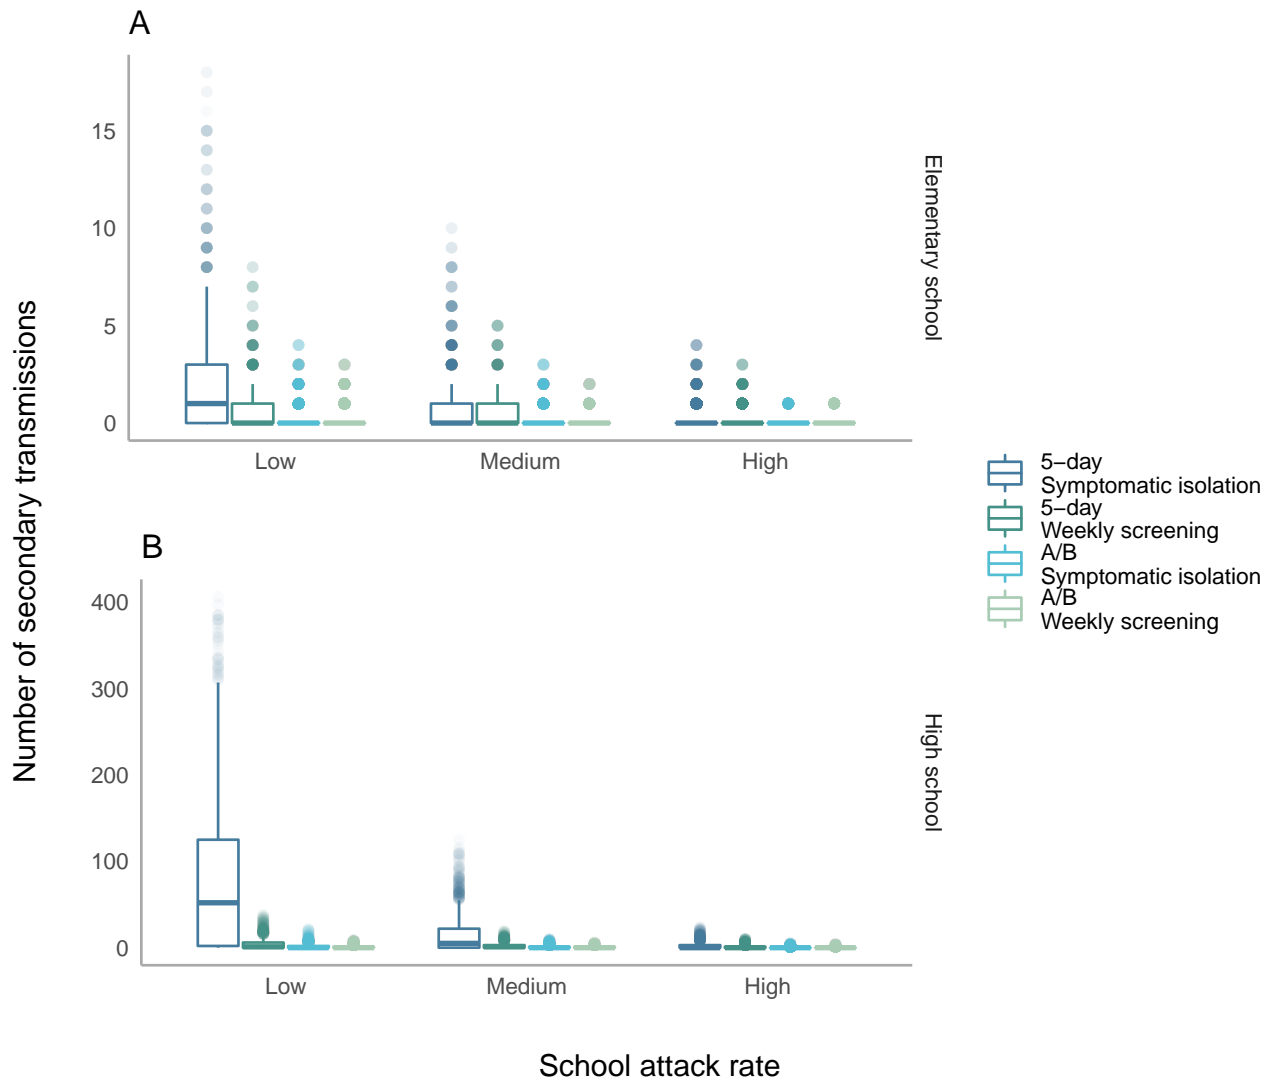 A
15
10
5
0
Low
Medium
High
Elementary school
Number of secondary transmissions
5−day
Symptomatic isolation
5−day
Weekly screening
A/B
Symptomatic isolation
A/B
Weekly screening
B
400
300
200
100
0
Low
Medium
High
High school
School attack rate